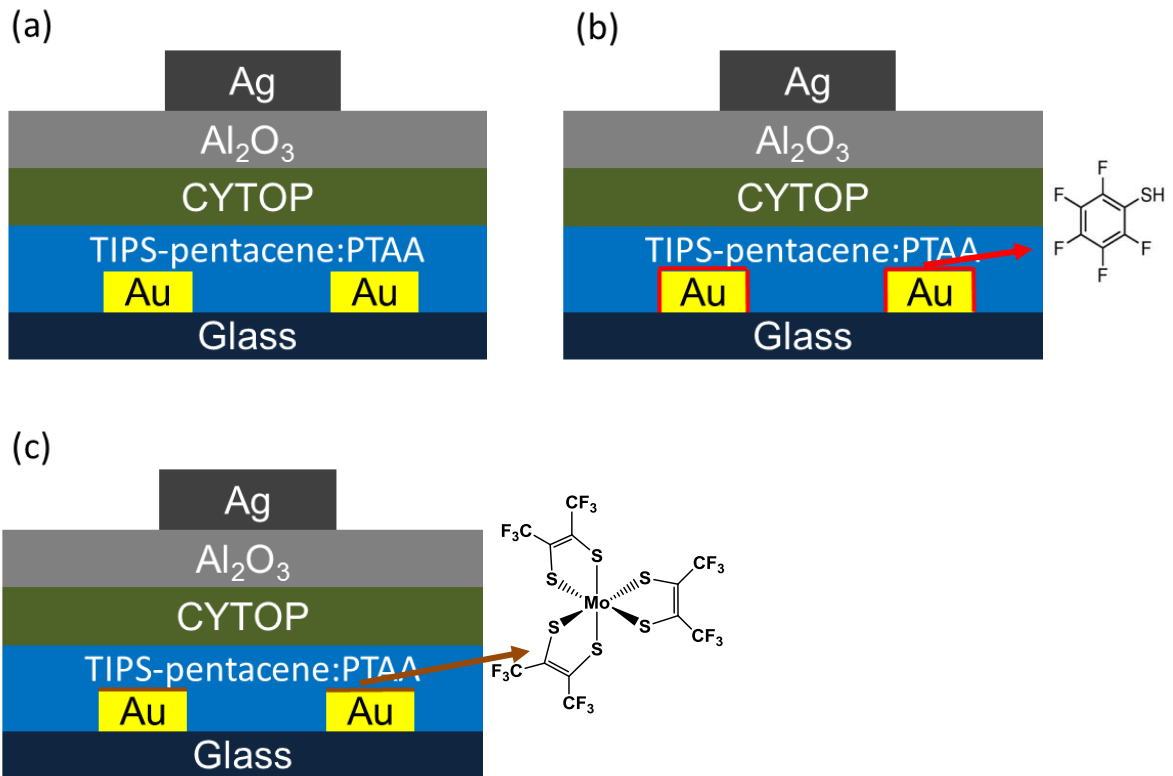 (a)
Ag
Al₂O₃
CYTOP
TIPS-pentacene:PTAA
Au Au
Glass
(b)
Ag
Al₂O₃
CYTOP
TIPS-pentacene:PTAA
Au Au
Glass
F
F SH
F F
F
(c)
Ag
Al₂O₃
CYTOP
TIPS-pentacene:PTAA
Au Au
Glass
CF₃
F₃C
S
S S CF₃
Mo
S S
S CF₃
F₃C
CF₃